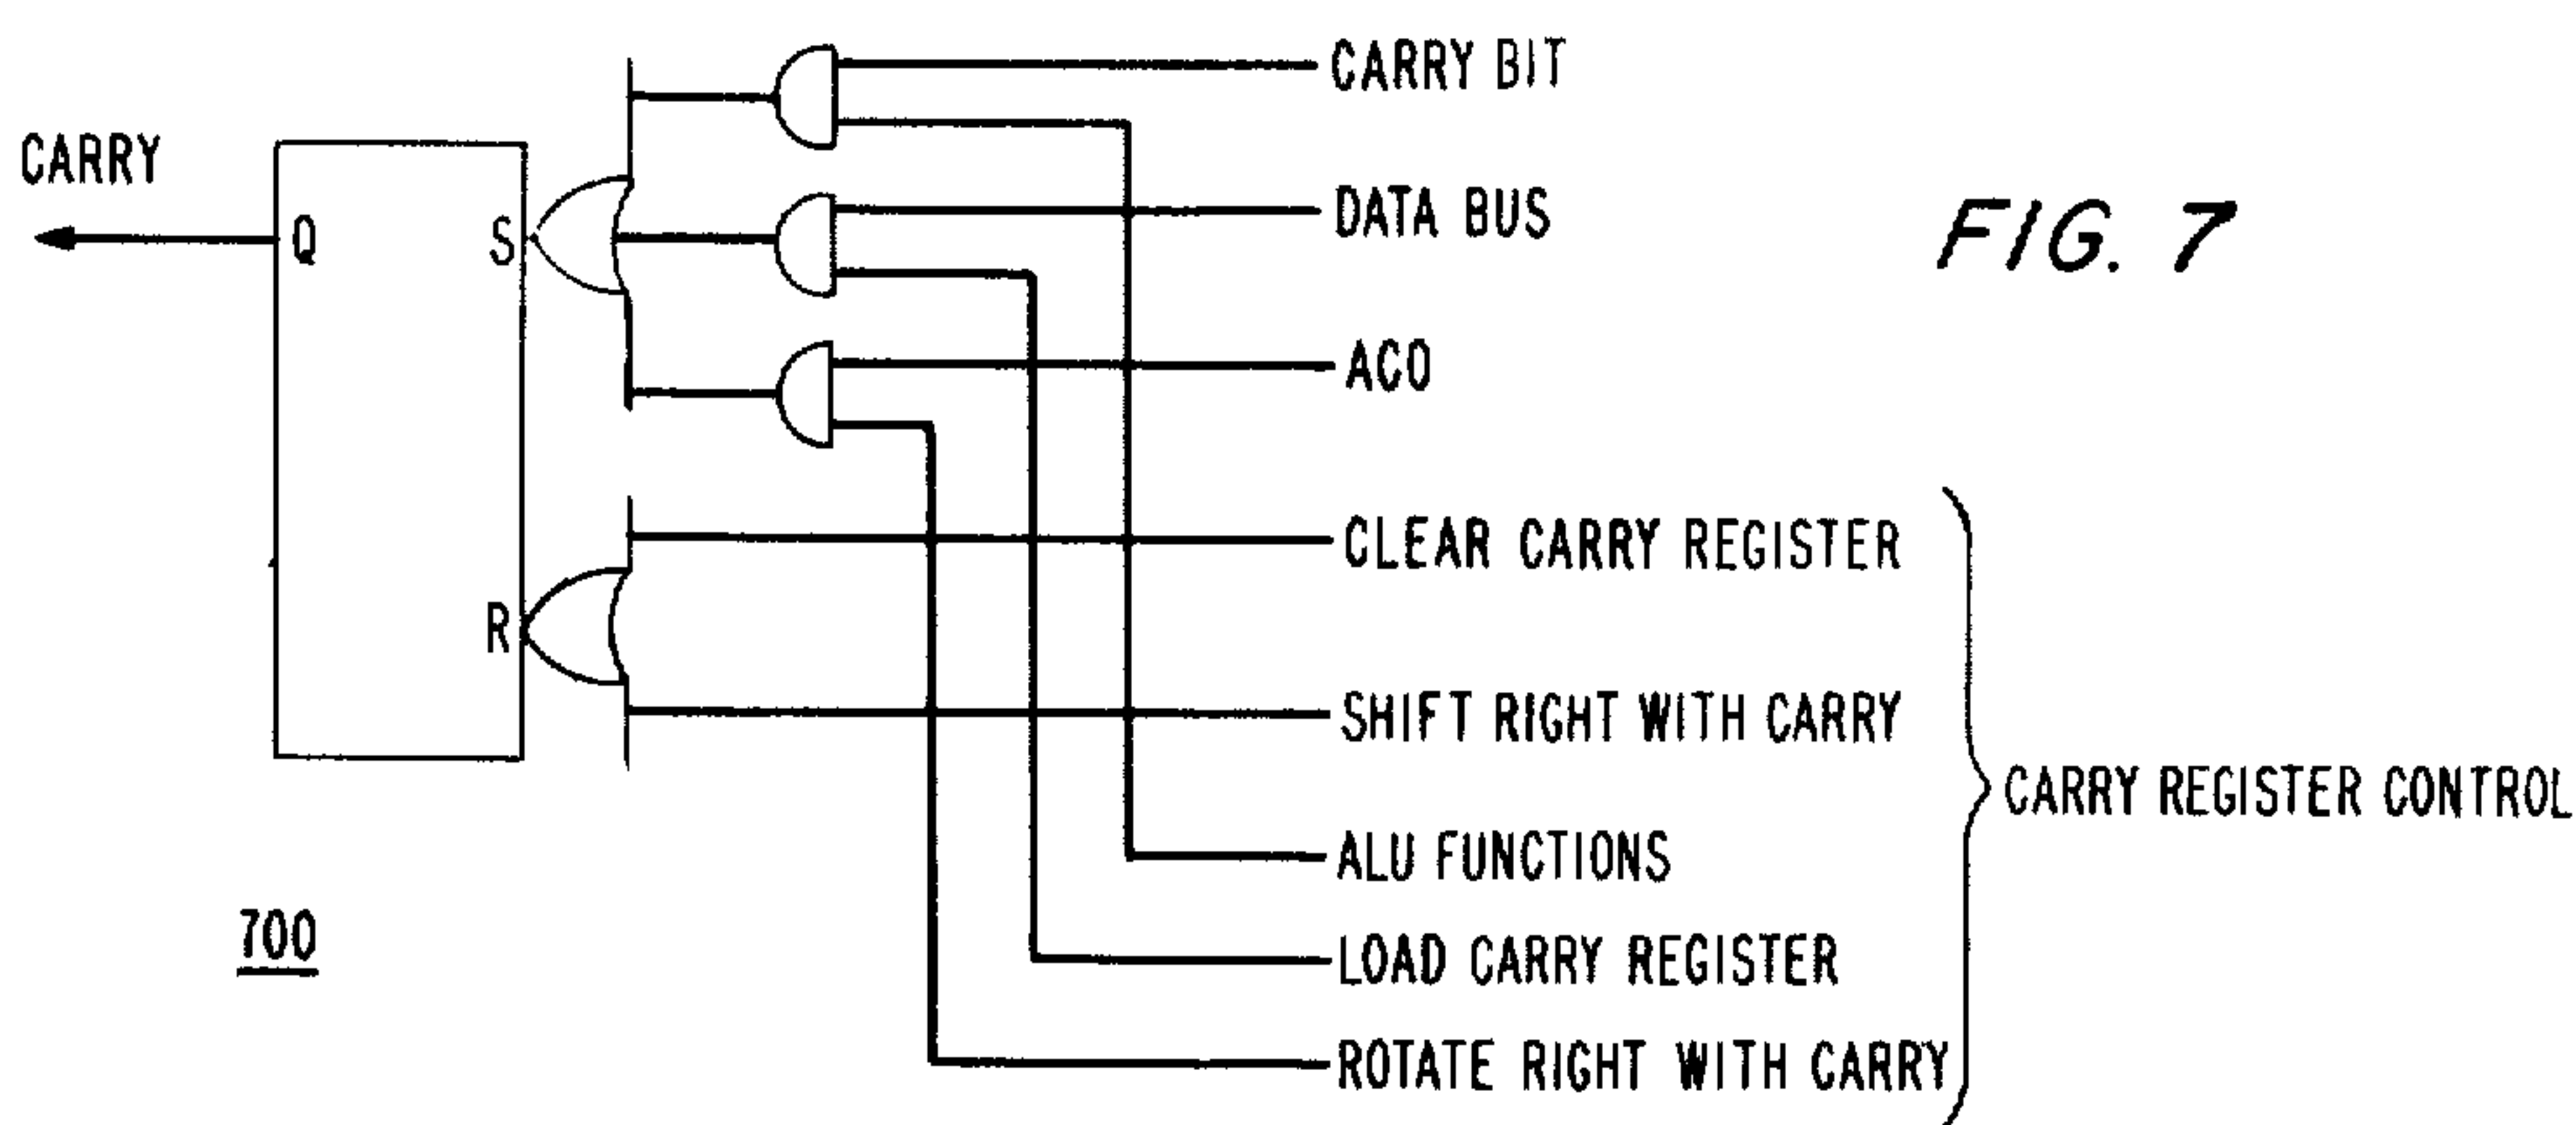 CARRY BIT
CARRY
DATA BUS
FIG. 7
Q
S
ACO
CLEAR CARRY REGISTER
R
SHIFT RIGHT WITH CARRY
CARRY REGISTER CONTROL
ALU FUNCTIONS
700
LOAD CARRY REGISTER
ROTATE RIGHT WITH CARRY